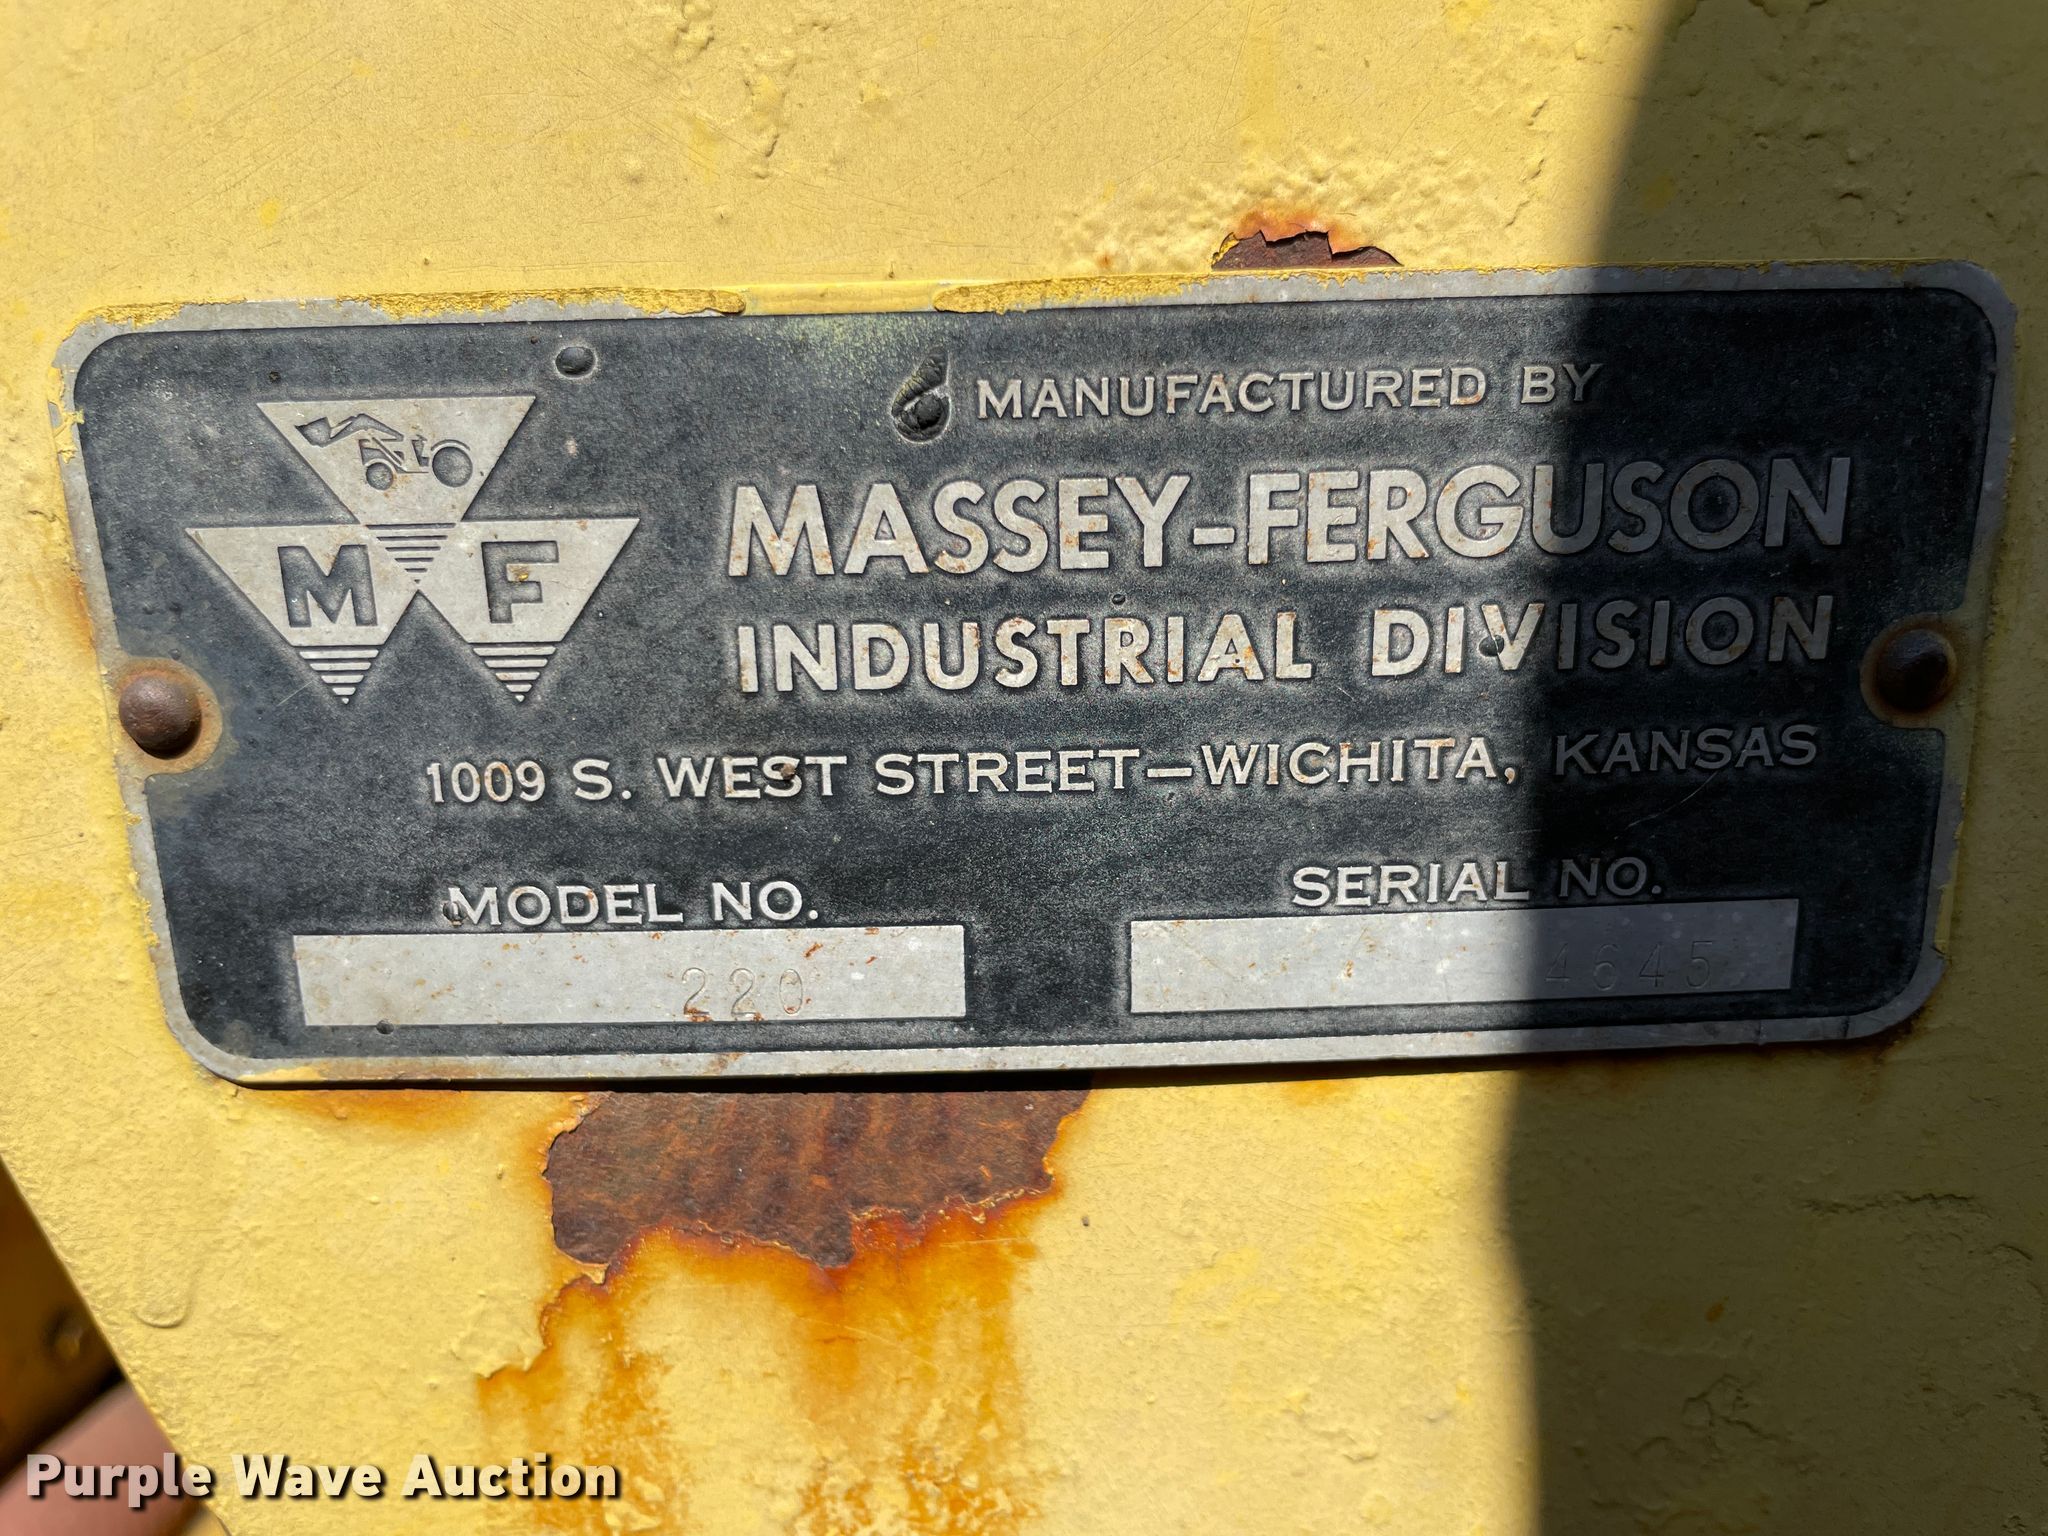 MANUFACTURED BY
MASSEY-FERGUSON
INDUSTRIAL DIVISION
M F
1009 S. WEST STREET—WICHITA, KANSAS
MODEL NO. SERIAL NO.
220 4645
Purple Wave Auction